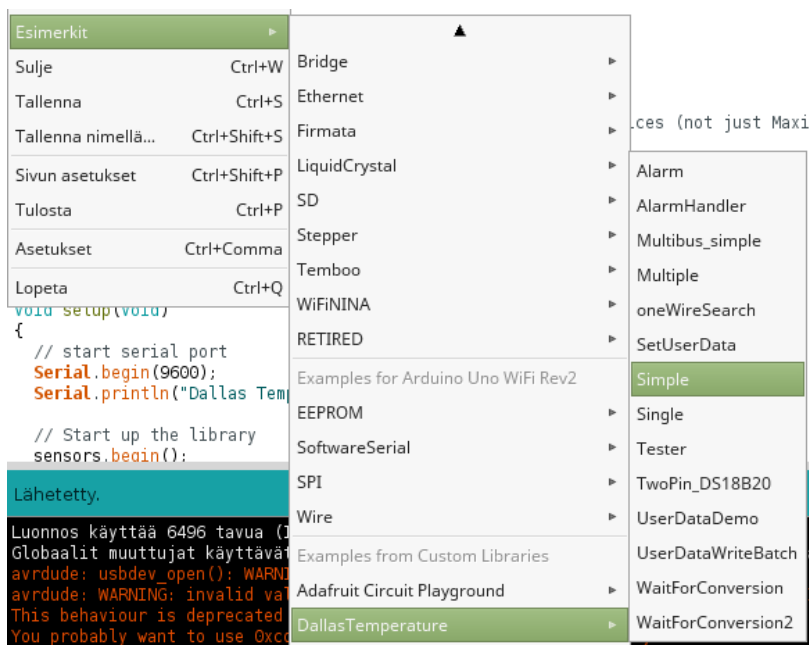 Esimerkit
Sulje Ctrl+W
Tallenna Ctrl+S
Tallenna nimellä... Ctrl+Shift+S
Sivun asetukset Ctrl+Shift+P
Tulosta Ctrl+P
Asetukset Ctrl+Comma
Lopeta Ctrl+Q
Bridge
Ethernet
Firmata
LiquidCrystal
SD
Stepper
Temboo
WiFiNINA
RETIRED
Examples for Arduino Uno WiFi Rev2
EEPROM
SoftwareSerial
SPI
Wire
Examples from Custom Libraries
Adafruit Circuit Playground
DallasTemperature
(not just Maxi
Alarm
AlarmHandler
Multibus_simple
Multiple
oneWireSearch
SetUserData
Simple
Single
Tester
TwoPin_DS18B20
UserDataDemo
UserDataWriteBatch
WaitForConversion
WaitForConversion2
void setup(void)
{
// start serial port
Serial.begin(9600);
Serial.println("Dallas Tem
// Start up the library
sensors.begin();
Lähetetty.
Luonnos käyttää 6496 tavua (
Globaalit muuttujat käyttävät
avrdude: usbdev_open(): WARN
avrdude: WARNING: invalid val
This behaviour is deprecated
You probably want to use 0xcc